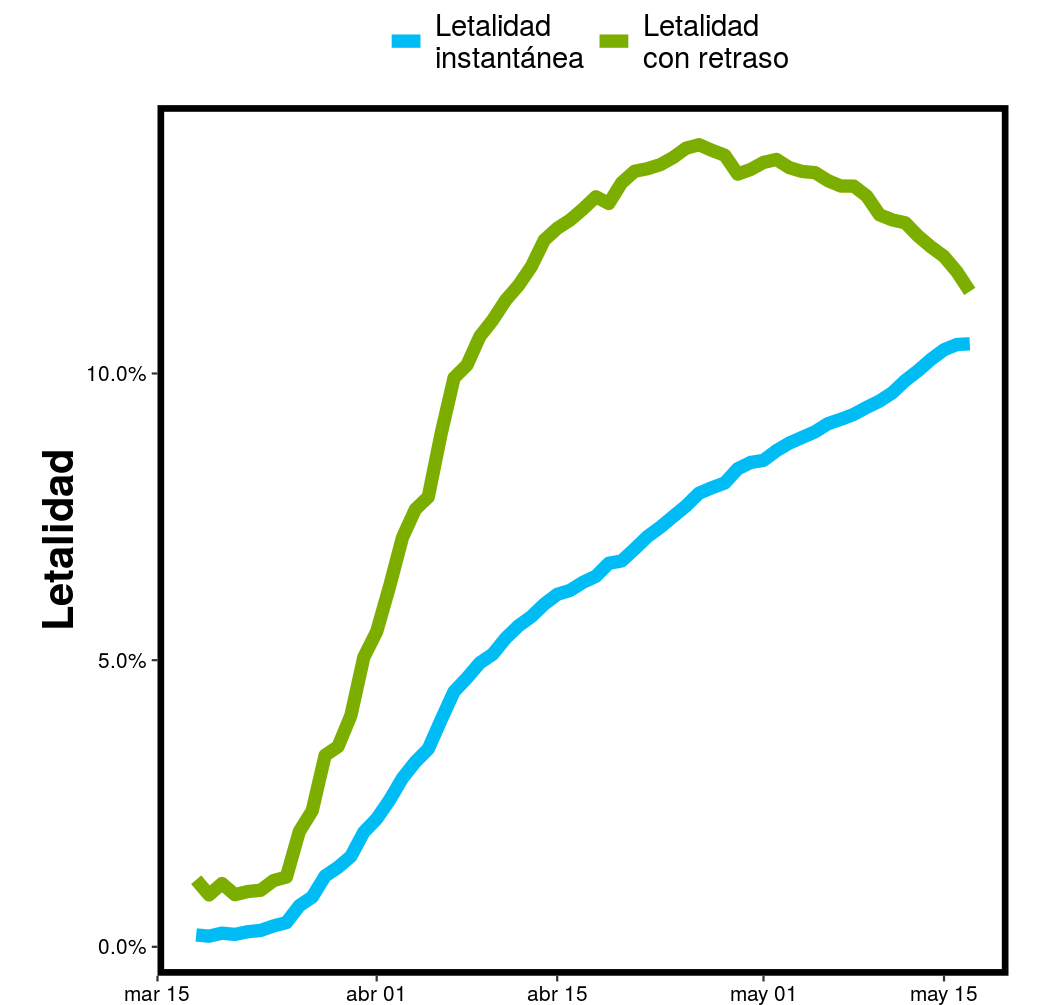 Letalidad
instantánea
Letalidad
con retraso
Letalidad
10.0%
5.0%
0.0%
mar 15
abr 01
abr 15
may 01
may 15